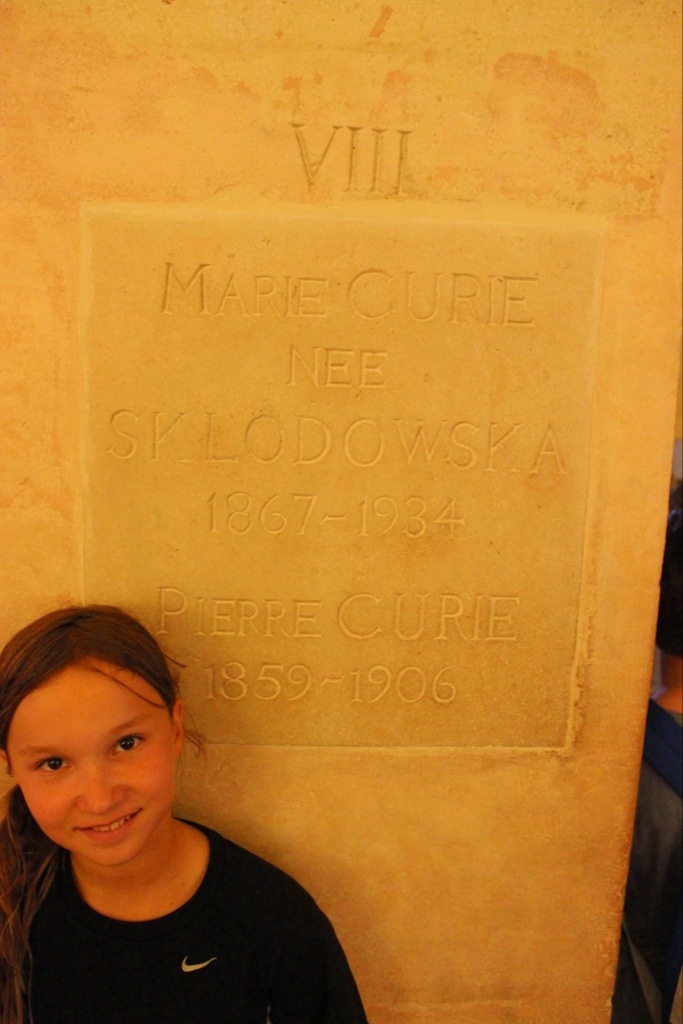 VIII
MARIE CURIE
NEE
SKLODOWSKA
1867-1934
PIERRE CURIE
1859-1906